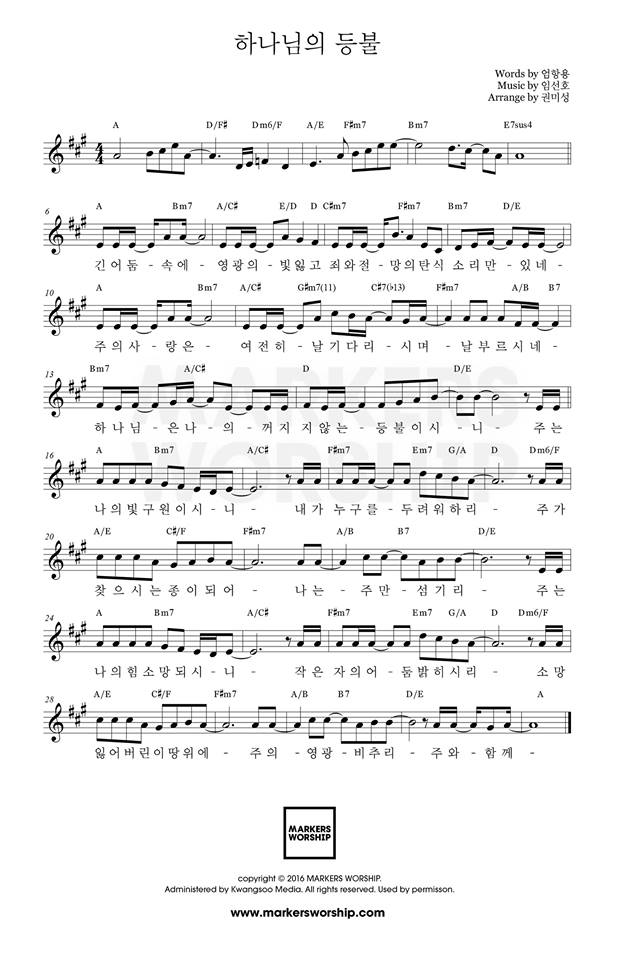 하나님의 등불
Words by 엄항용
Music by 임선호
Arrange by 권미성
A D/F♯ Dm6/F A/E F♯m7 Bm7 E7sus4
6 A Bm7 A/C♯ E/D D C♯m7 F♯m7 Bm7 D/E
긴어둠-속에-영광의-빛잃고 죄와절-망의탄식 소리만-있네-
10 A Bm7 A/C♯ G♯m7(11) C♯7(♭13) F♯m7 A/B B7
주의사-랑은-여전히-날기다리-시며-날부르시네-
13 Bm7 A/C♯ D D/E
하나님-은나-의-꺼지 지않는-등불이시-니-주는
16 A Bm7 A/C♯ F♯m7 Em7 G/A D Dm6/F
나의빛구원이시-니-내가 누구를-두려워하리-주가
20 A/E C♯/F F♯m7 A/B B7 D/E
찾으시는종이되어-나는-주만-섬기리-주는
24 A Bm7 A/C♯ F♯m7 Em7 G/A D Dm6/F
나의힘소망되시-니-작은 자의어-둠밝히시리-소망
28 A/E C♯/F F♯m7 A/B B7 D/E A
잃어버린이땅위에-주의-영광-비추리-주와-함께-
MARKERS WORSHIP
MARKERS
WORSHIP
copyright © 2016 MARKERS WORSHIP.
Administered by Kwangsoo Media. All rights reserved. Used by permisson.
www.markersworship.com